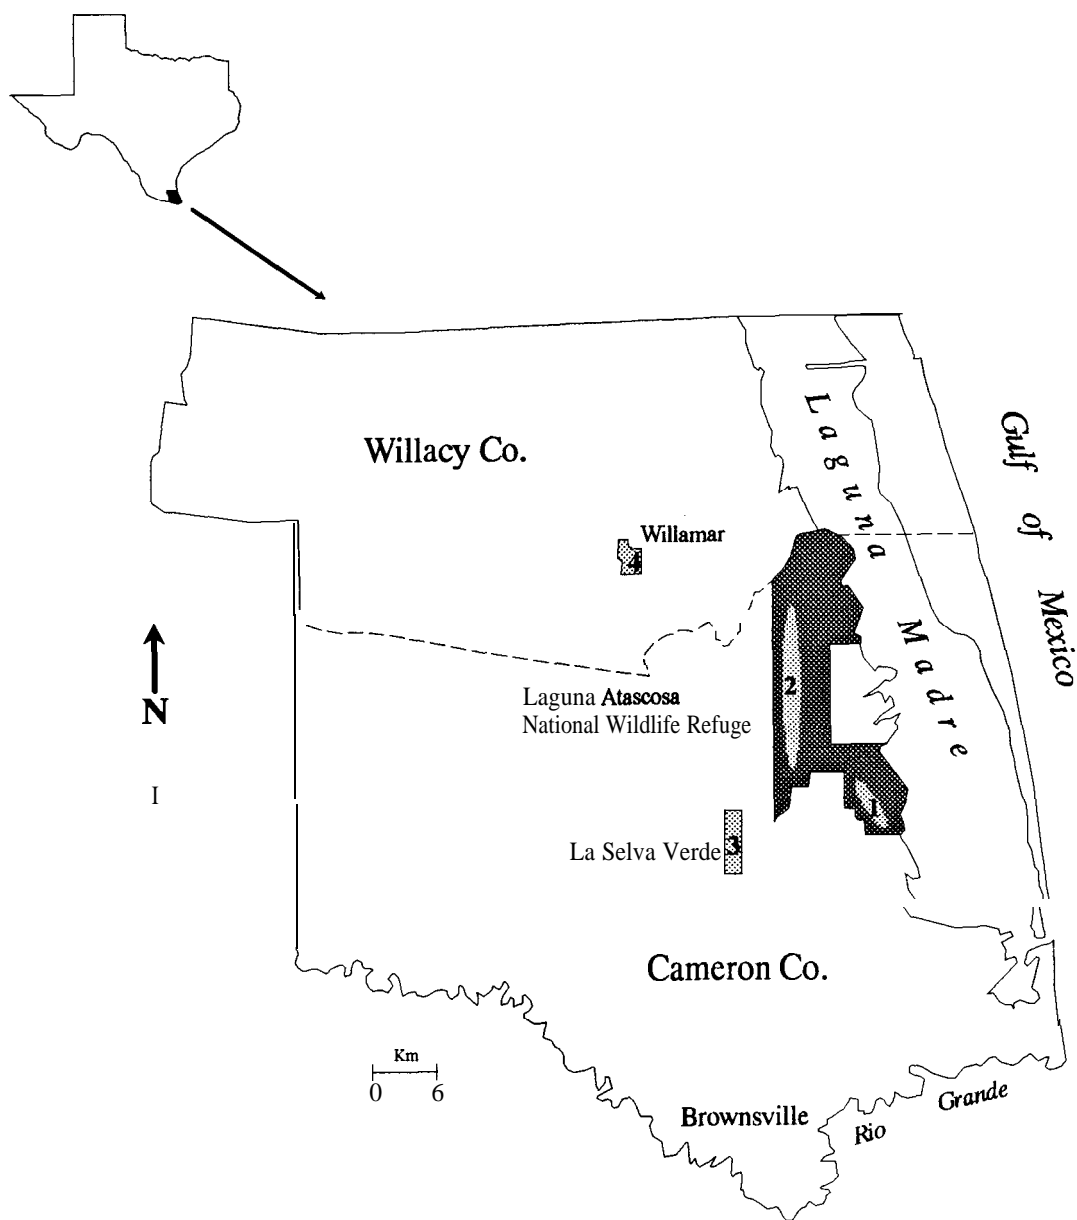 Willacy Co.
Laguna
Madre
Gulf
of
Mexico
Willamar
4
N
I
2
Laguna Atascosa
National Wildlife Refuge
1
La Selva Verde
3
Cameron Co.
Km
0 6
Brownsville
Rio
Grande